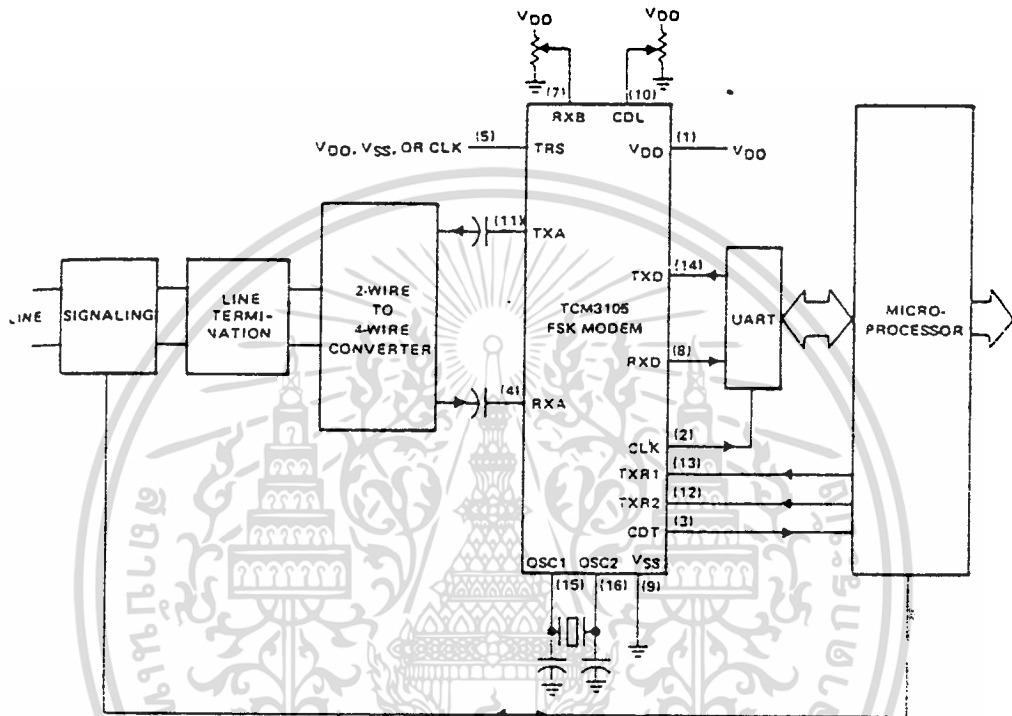 VDD
VDD
(7)
(10)
RXB
CDL
VDD, VSS, OR CLK
(5)
TRS
VDD
(1)
VDD
(11)
TXA
TXD
(14)
LINE
SIGNALING
LINE
TERMI-
NATION
2-WIRE
TO
4-WIRE
CONVERTER
TCM3105
FSK MODEM
UART
MICRO-
PROCESSOR
RXD
(8)
(4)
RXA
CLK
(2)
TXR1
(13)
TXR2
(12)
CDT
(3)
OSC1
OSC2
VSS
(15)
(16)
(9)